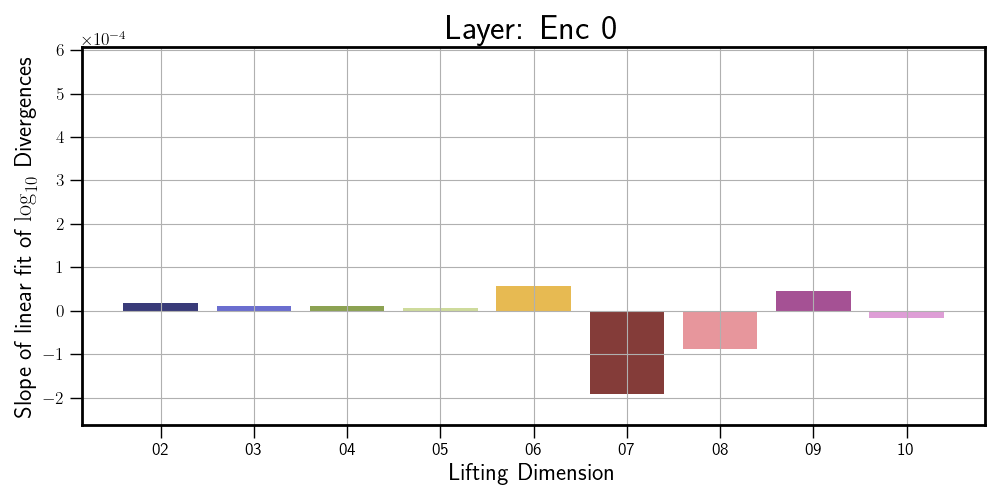 Layer: Enc 0
×10⁻⁴
6
5
4
3
2
1
0
−1
−2
Slope of linear fit of log₁₀ Divergences
02 03 04 05 06 07 08 09 10
Lifting Dimension